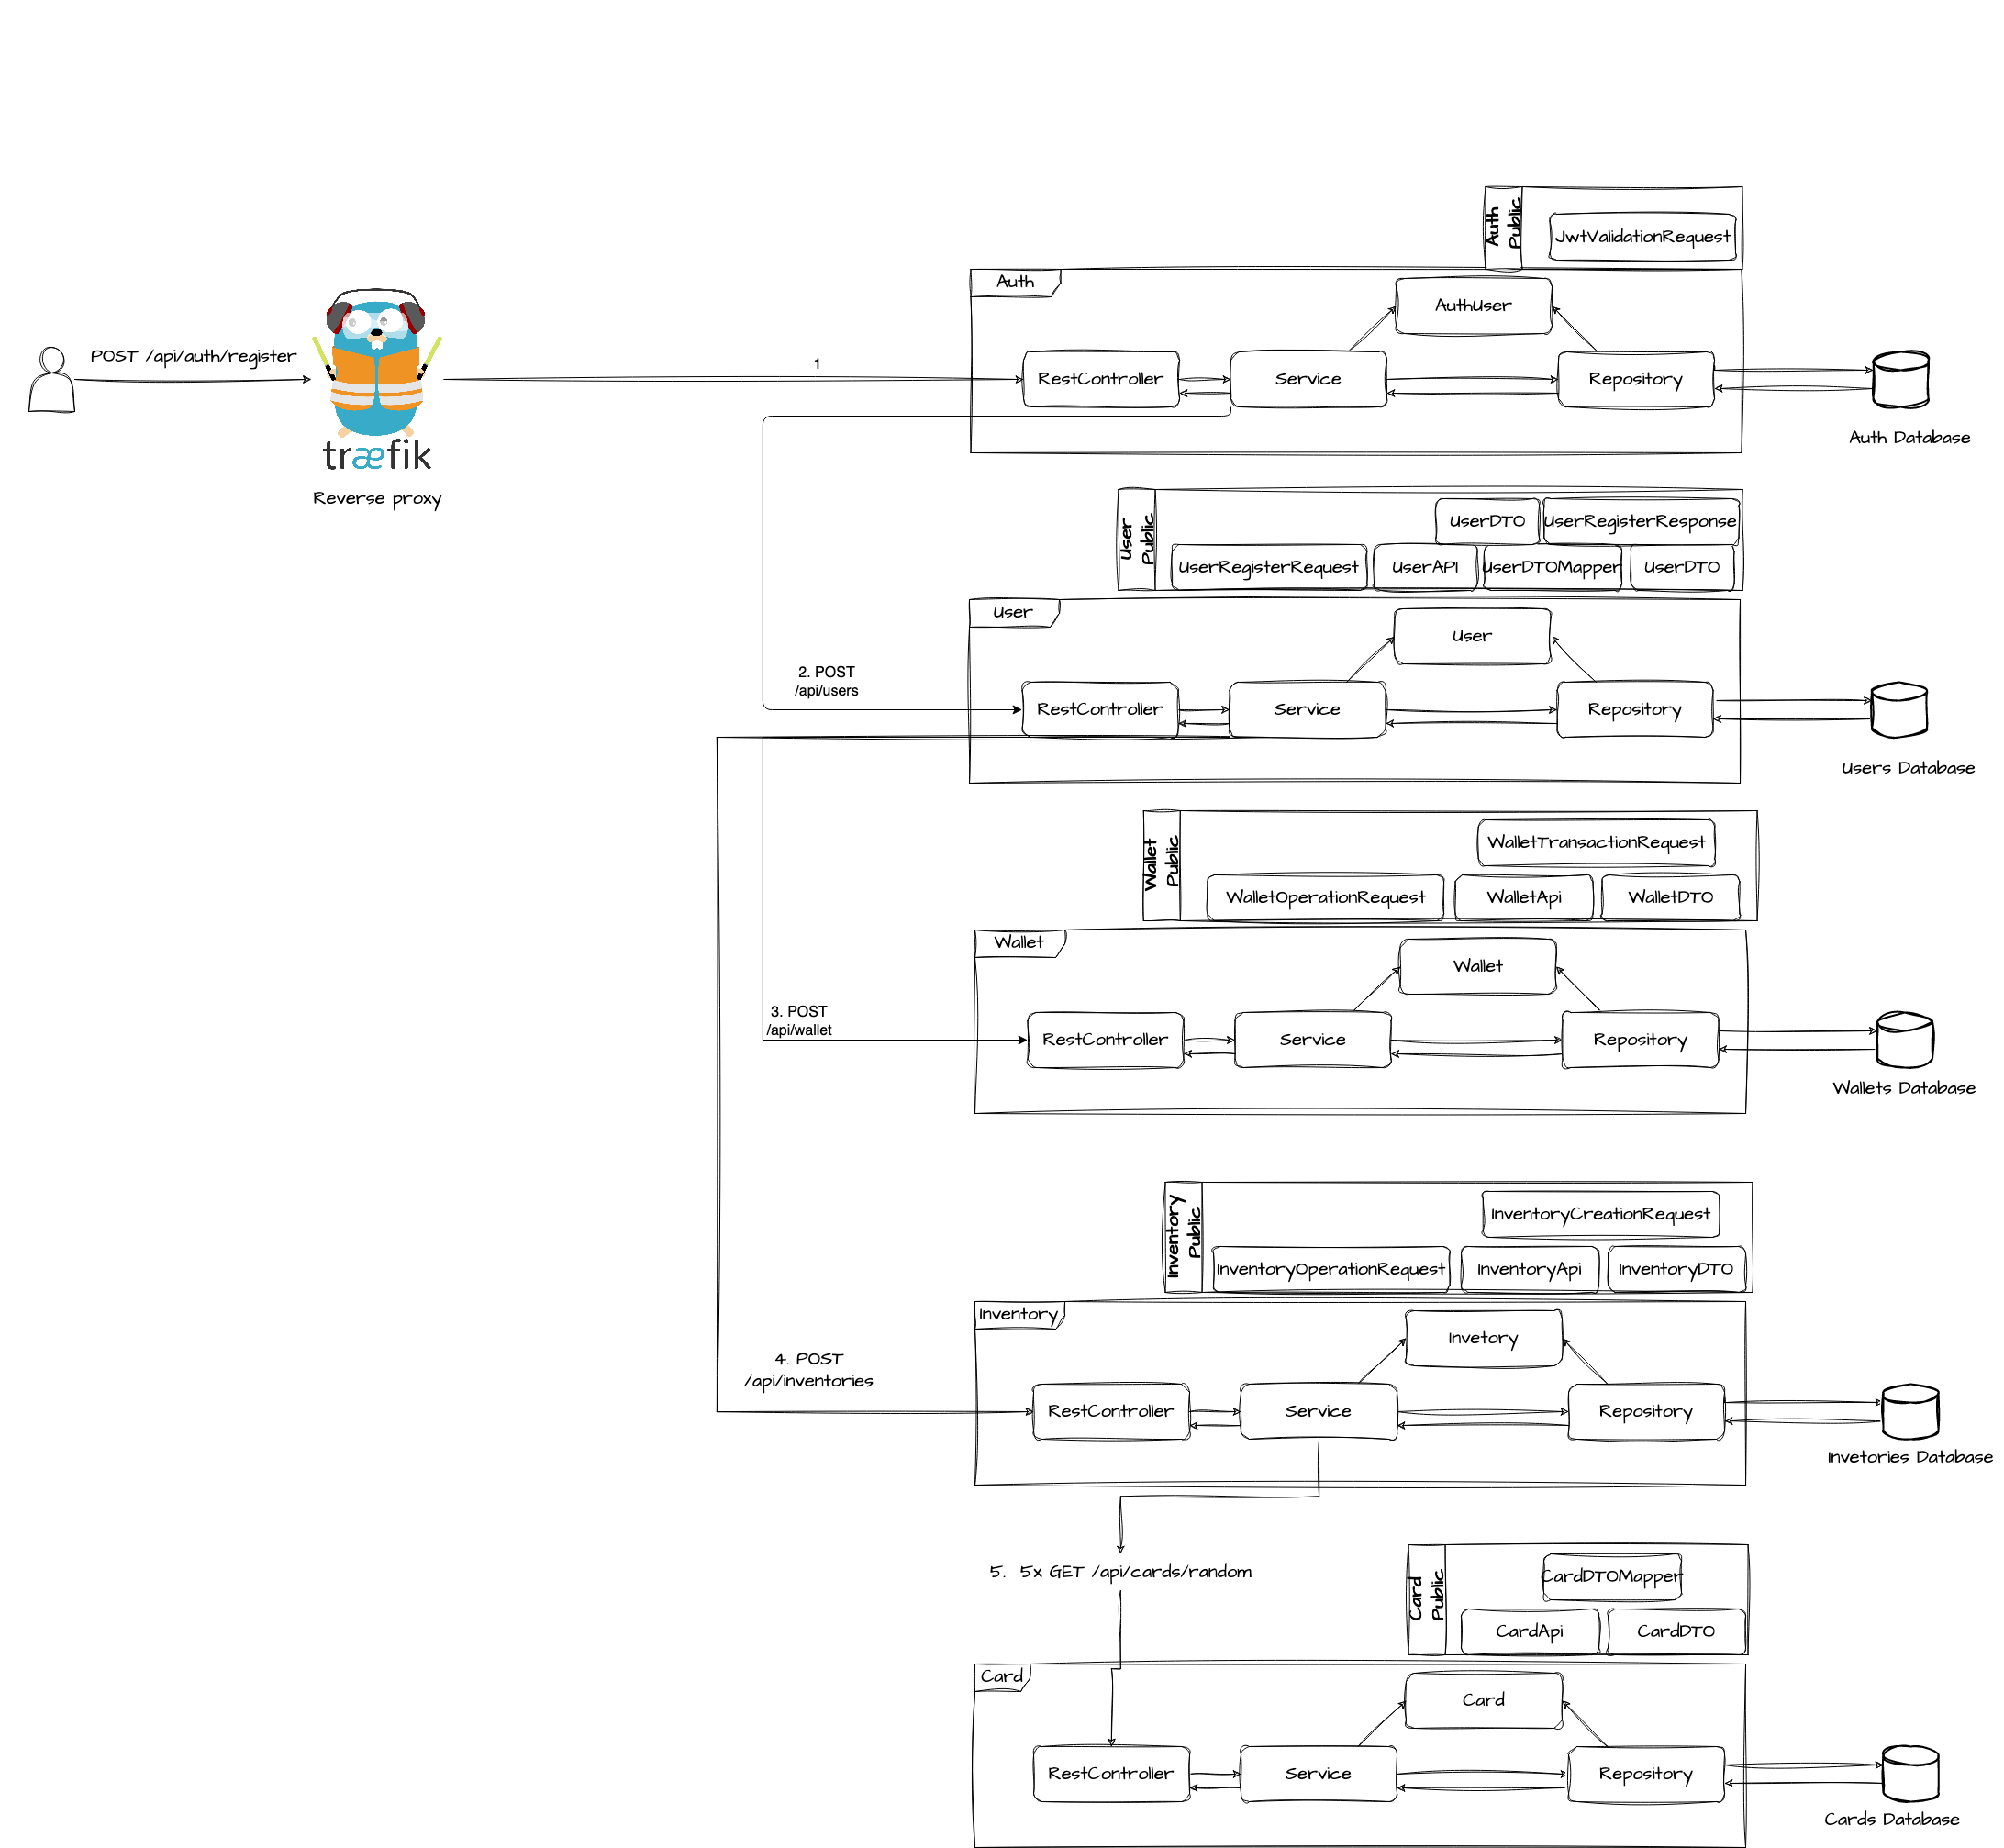 Auth
Public
JwtValidationRequest
Auth
AuthUser
POST /api/auth/register
1
RestController
Service
Repository
træfik
Auth Database
Reverse proxy
User
Public
UserDTO
UserRegisterResponse
UserRegisterRequest
UserAPI
UserDTOMapper
UserDTO
User
User
2. POST
/api/users
RestController
Service
Repository
Users Database
Wallet
Public
WalletTransactionRequest
WalletOperationRequest
WalletApi
WalletDTO
Wallet
Wallet
3. POST
/api/wallet
RestController
Service
Repository
Wallets Database
Inventory
Public
InventoryCreationRequest
InventoryOperationRequest
InventoryApi
InventoryDTO
Inventory
Invetory
4. POST
/api/inventories
RestController
Service
Repository
Invetories Database
5. 5x GET /api/cards/random
Card
Public
CardDTOMapper
CardApi
CardDTO
Card
Card
RestController
Service
Repository
Cards Database